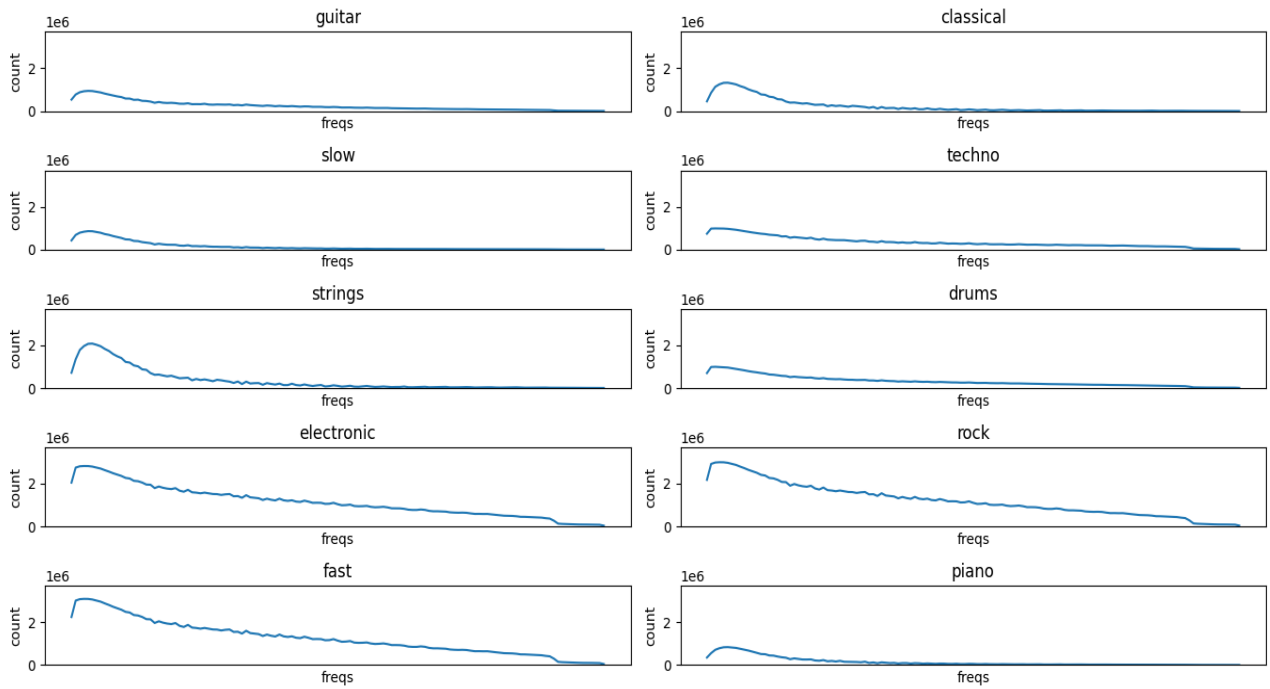 guitar
1e6
count
2
0
freqs
classical
1e6
count
2
0
freqs
slow
1e6
count
2
0
freqs
techno
1e6
count
2
0
freqs
strings
1e6
count
2
0
freqs
drums
1e6
count
2
0
freqs
electronic
1e6
count
2
0
freqs
rock
1e6
count
2
0
freqs
fast
1e6
count
2
0
freqs
piano
1e6
count
2
0
freqs